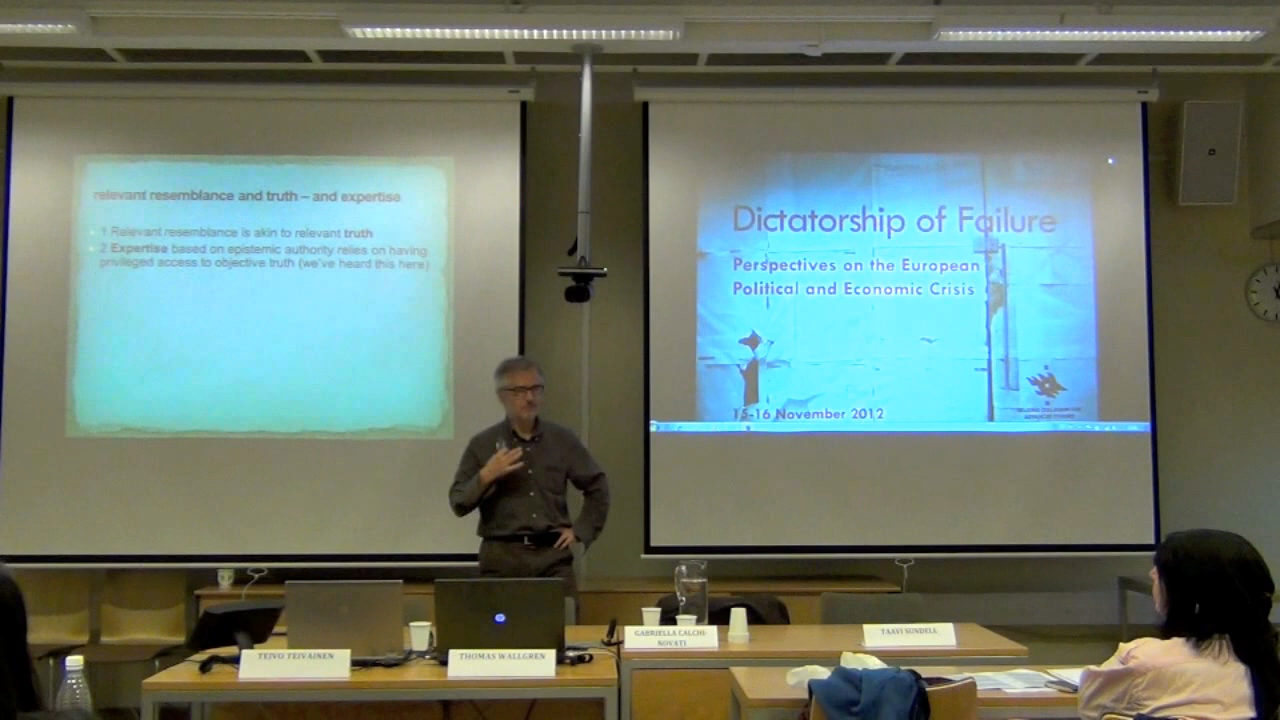 relevant resemblance and truth – and expertise
1 Relevant resemblance is akin to relevant truth
2 Expertise based on epistemic authority relies on having
privileged access to objective truth (we've heard this here)
Dictatorship of Failure
Perspectives on the European
Political and Economic Crisis
15-16 November 2012
TEIVO TEIVAINEN
THOMAS WALLGREN
GABRIELLA CALCHI-
NOVATI
TAAVI SUNDELL